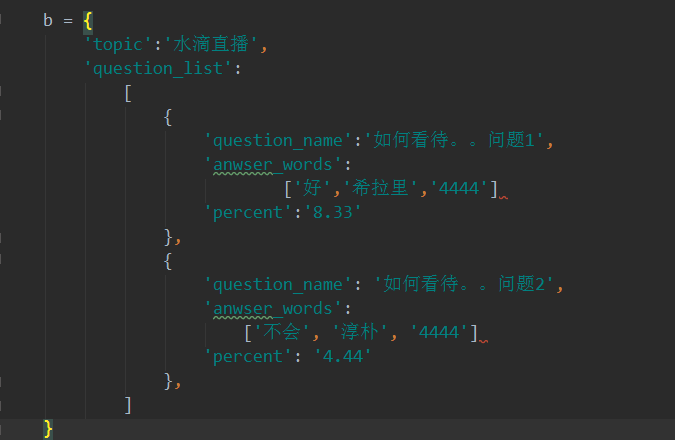 b = {
'topic':'水滴直播',
'question_list':
[
{
'question_name':'如何看待。。问题1',
'anwser_words':
['好','希拉里','4444']
'percent':'8.33'
},
{
'question_name': '如何看待。。问题2',
'anwser_words':
['不会', '淳朴', '4444']
'percent': '4.44'
},
]
}